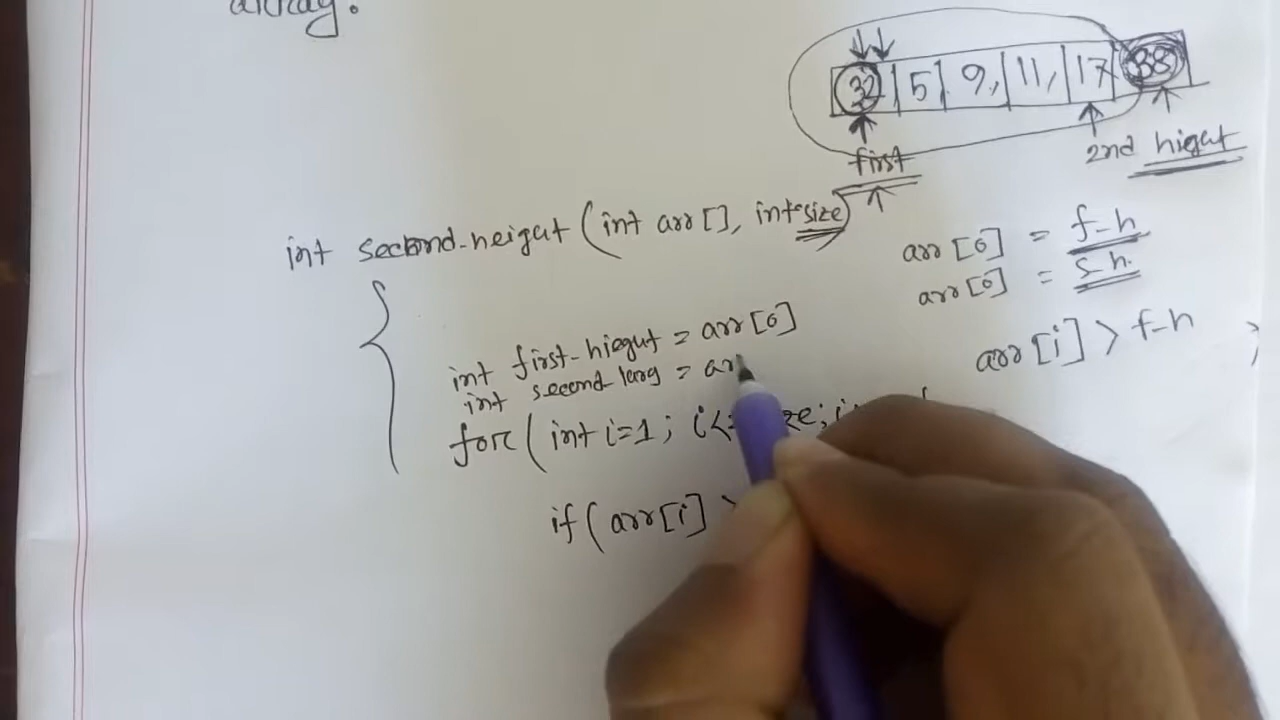 array.
32 5 9, 11, 17 38
first
2nd higut
int second-heigut (int arr[], int size)
arr[0] = f-h
arr[0] = s-h.
{
int first-hiegut = arr[0]
arr[i] > f-h
int second larg = ar
for (int i=1; i<=
if (arr[i] >